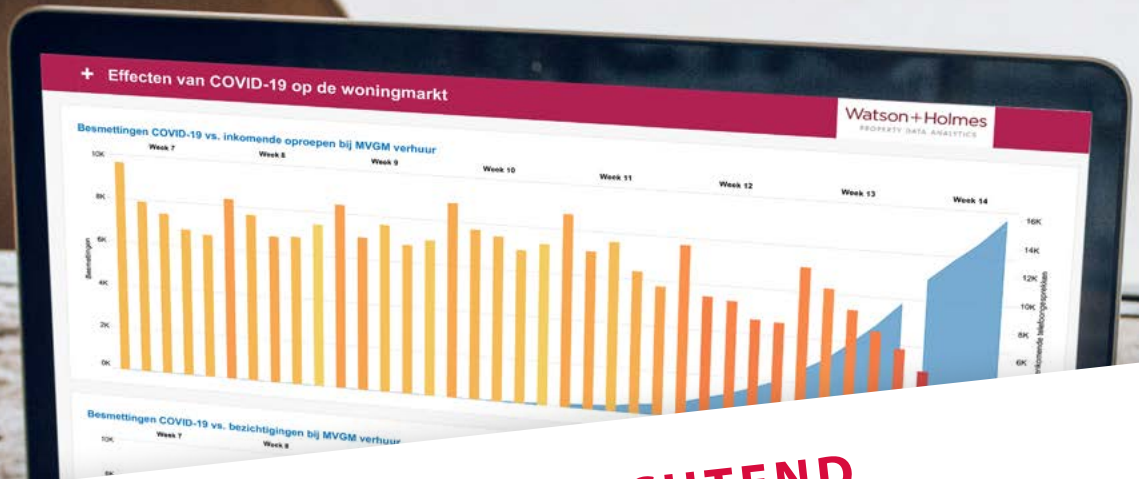 + Effecten van COVID-19 op de woningmarkt
Watson+Holmes
PROPERTY DATA ANALYTICS
Besmettingen COVID-19 vs. inkomende oproepen bij MVGM verhuur
Week 7 Week 8 Week 9 Week 10 Week 11 Week 12 Week 13 Week 14
10K
8K
6K
4K
2K
0K
Besmettingen
16K
14K
12K
10K
8K
6K
Besmettingen COVID-19 vs. bezichtigingen bij MVGM verhuur
Week 7 Week 8
10K